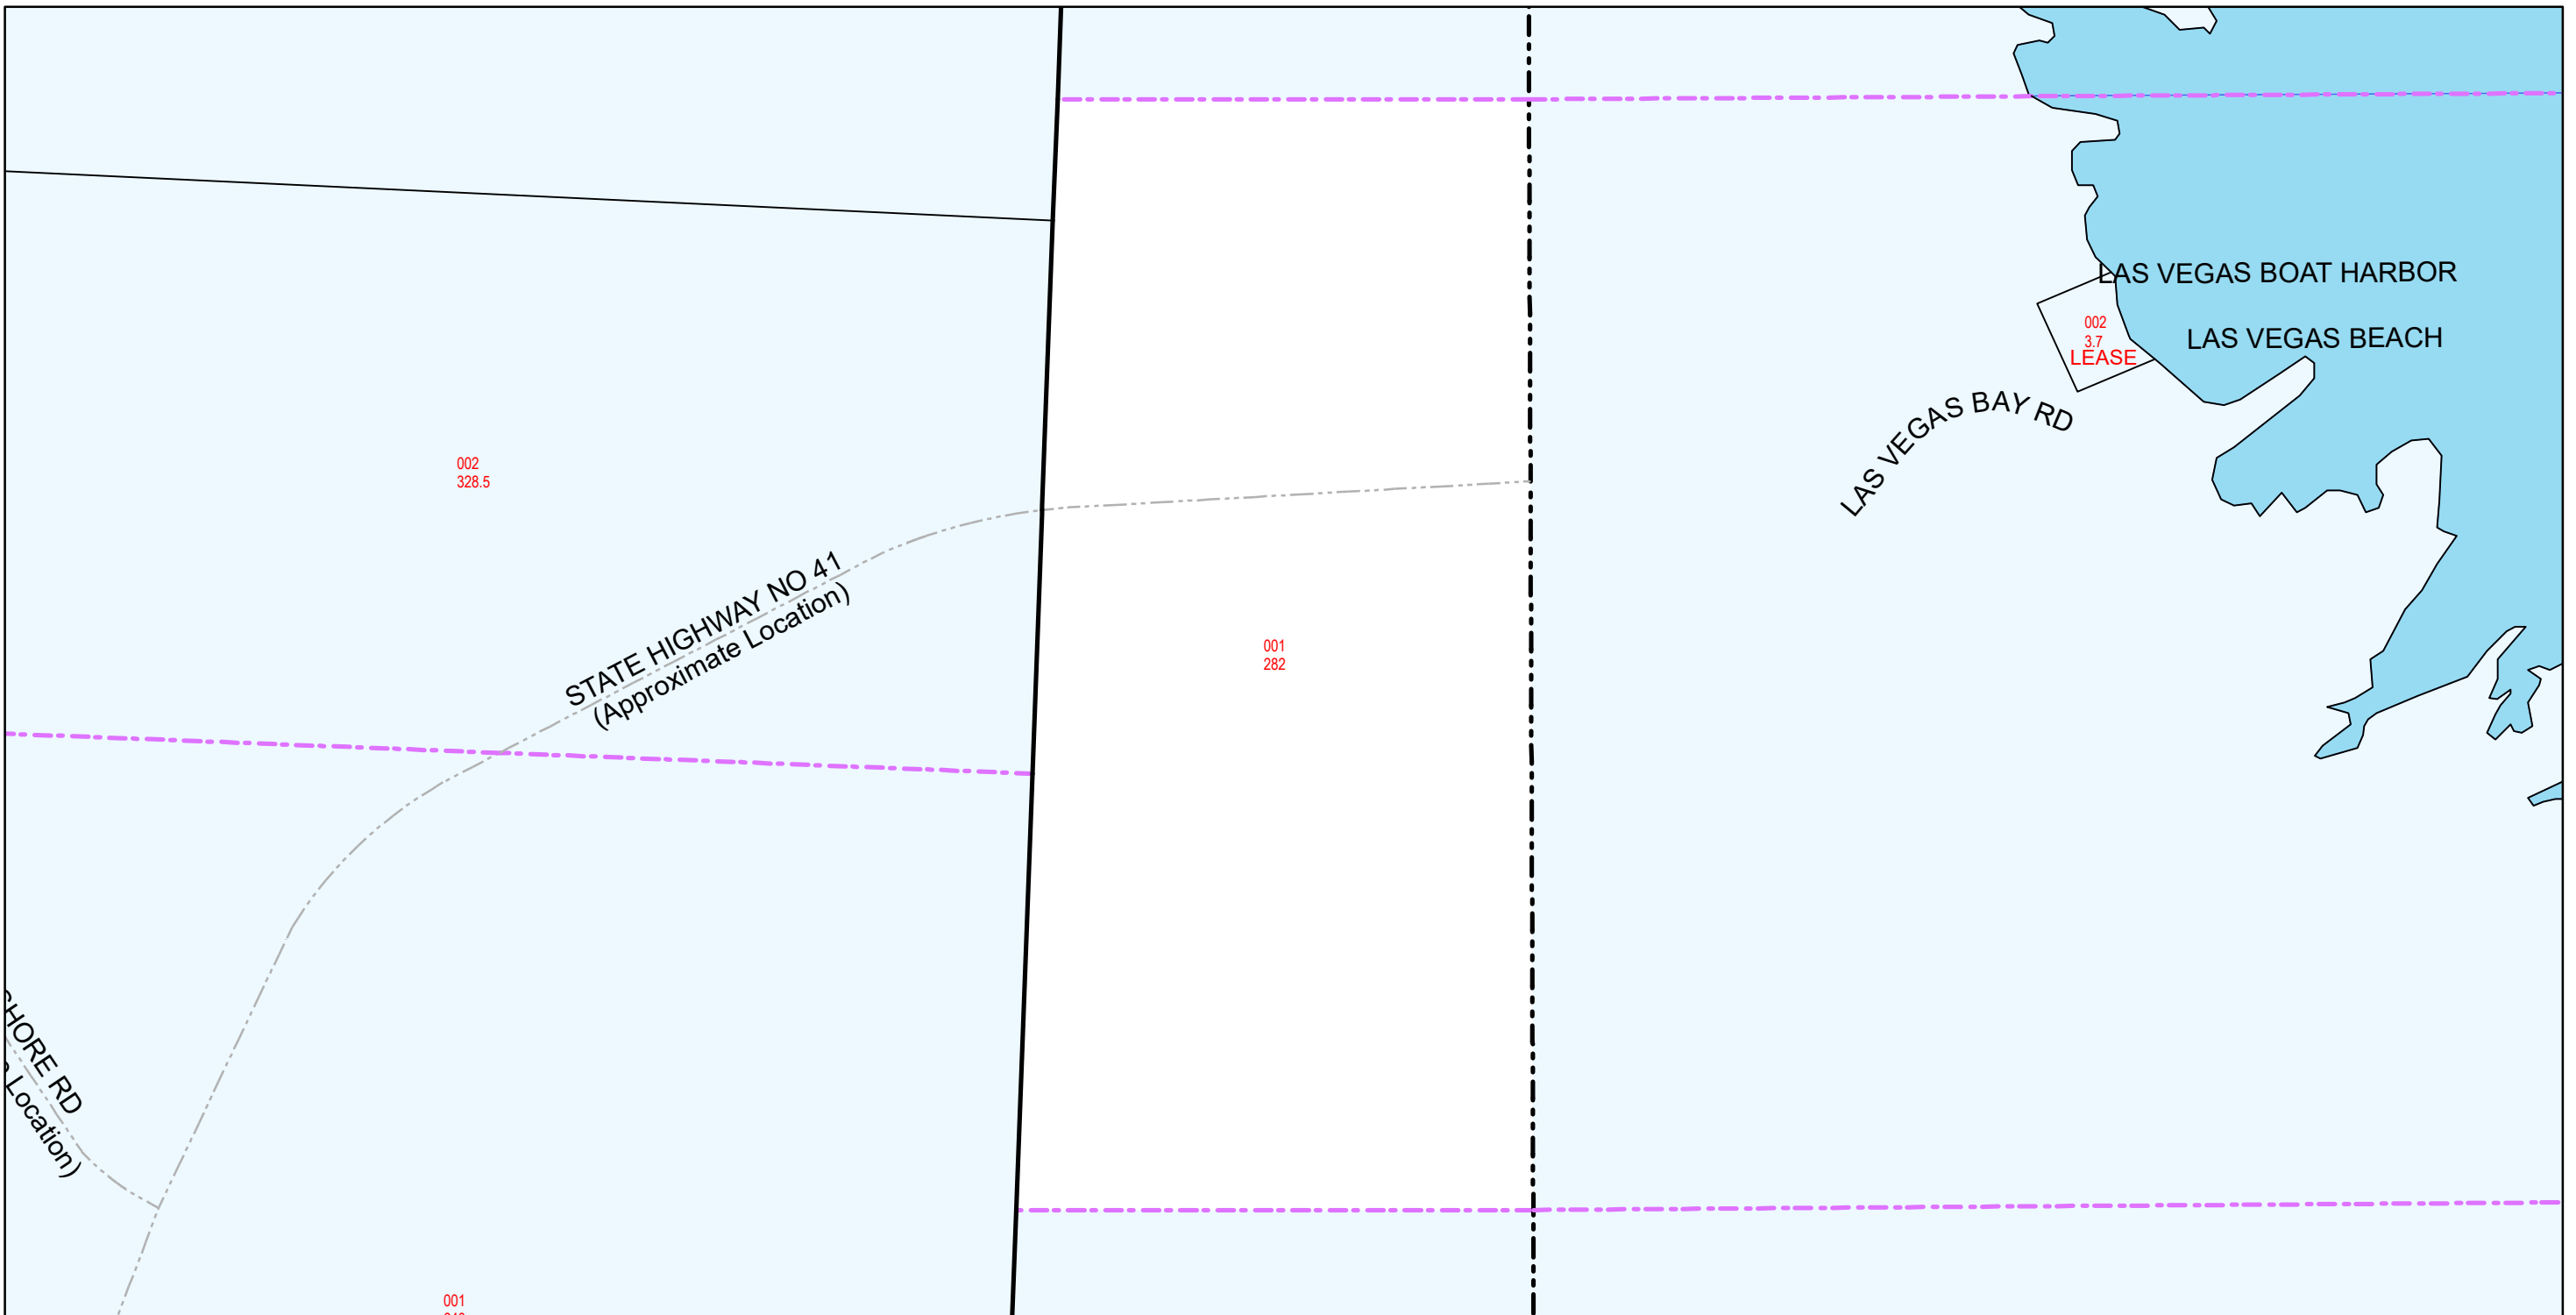 LAS VEGAS BOAT HARBOR
002
3.7
LEASE
LAS VEGAS BEACH
LAS VEGAS BAY RD
002
328.5
STATE HIGHWAY NO 41
(Approximate Location)
001
282
HORE RD
Location)
001